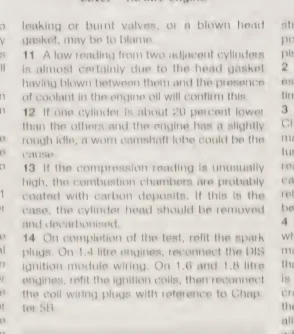 leaking or burnt valves, or a blown head
gasket, may be to blame.
11 A low reading from two adjacent cylinders
is almost certainly due to the head gasket
having blown between them and the presence
of coolant in the engine oil will confirm this.
12 If one cylinder is about 20 percent lower
than the others and the engine has a slightly
rough idle, a worn camshaft lobe could be the
cause.
13 If the compression reading is unusually
high, the combustion chambers are probably
coated with carbon deposits. If this is the
case, the cylinder head should be removed
and decarbonised.
14 On completion of the test, refit the spark
plugs. On 1.4 litre engines, reconnect the DIS
ignition module wiring. On 1.6 and 1.8 litre
engines, refit the ignition coils, then reconnect
the coil wiring plugs with reference to Chap-
ter 5B.